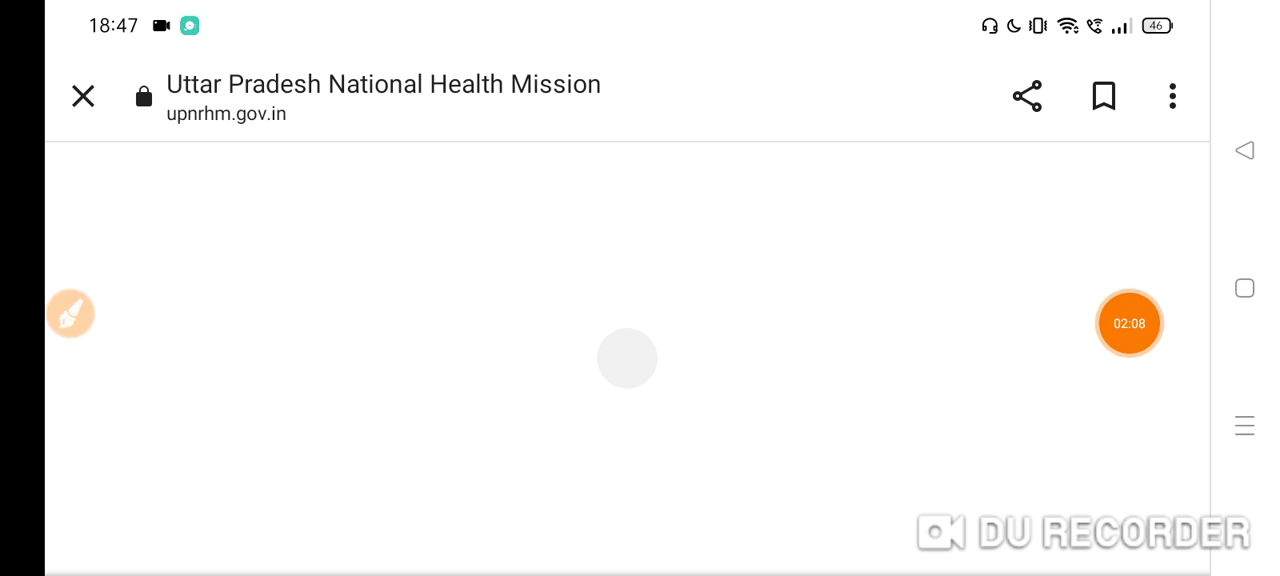 18:47
46
Uttar Pradesh National Health Mission
upnrhm.gov.in
02:08
DU RECORDER